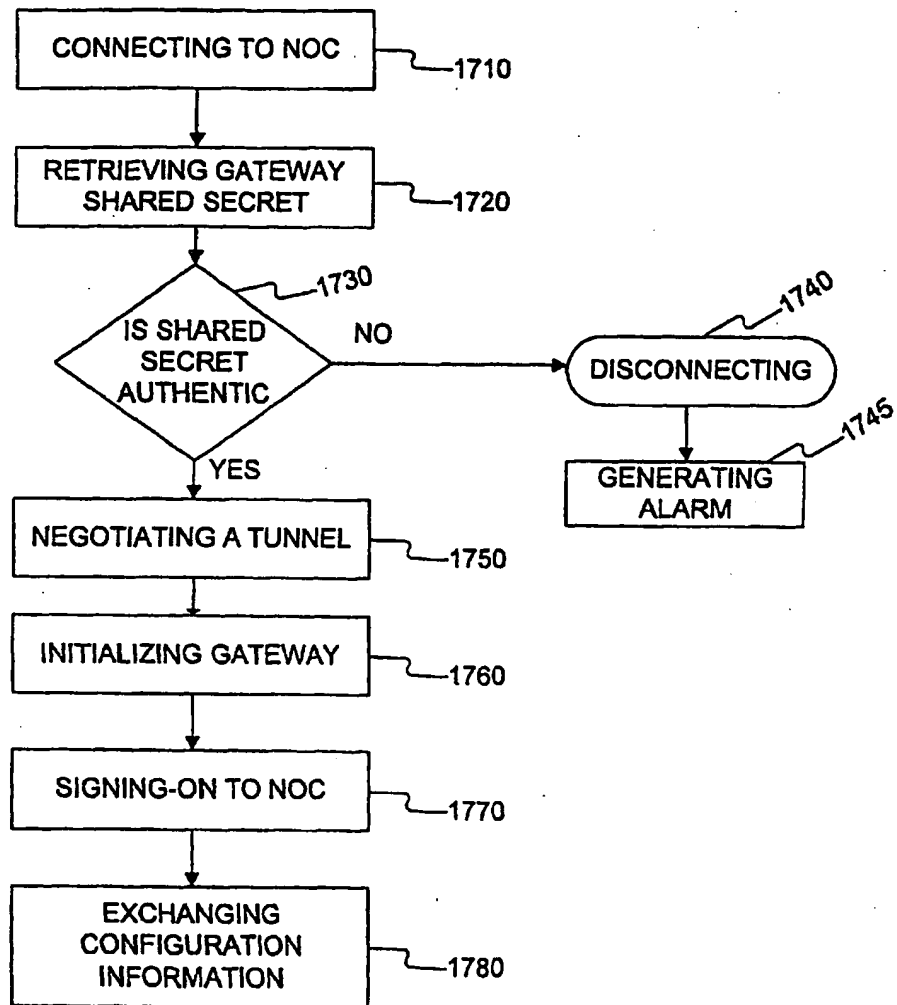 CONNECTING TO NOC
1710
RETRIEVING GATEWAY
SHARED SECRET
1720
1730
IS SHARED
SECRET
AUTHENTIC
NO
1740
DISCONNECTING
1745
GENERATING
ALARM
YES
NEGOTIATING A TUNNEL
1750
INITIALIZING GATEWAY
1760
SIGNING-ON TO NOC
1770
EXCHANGING
CONFIGURATION
INFORMATION
1780